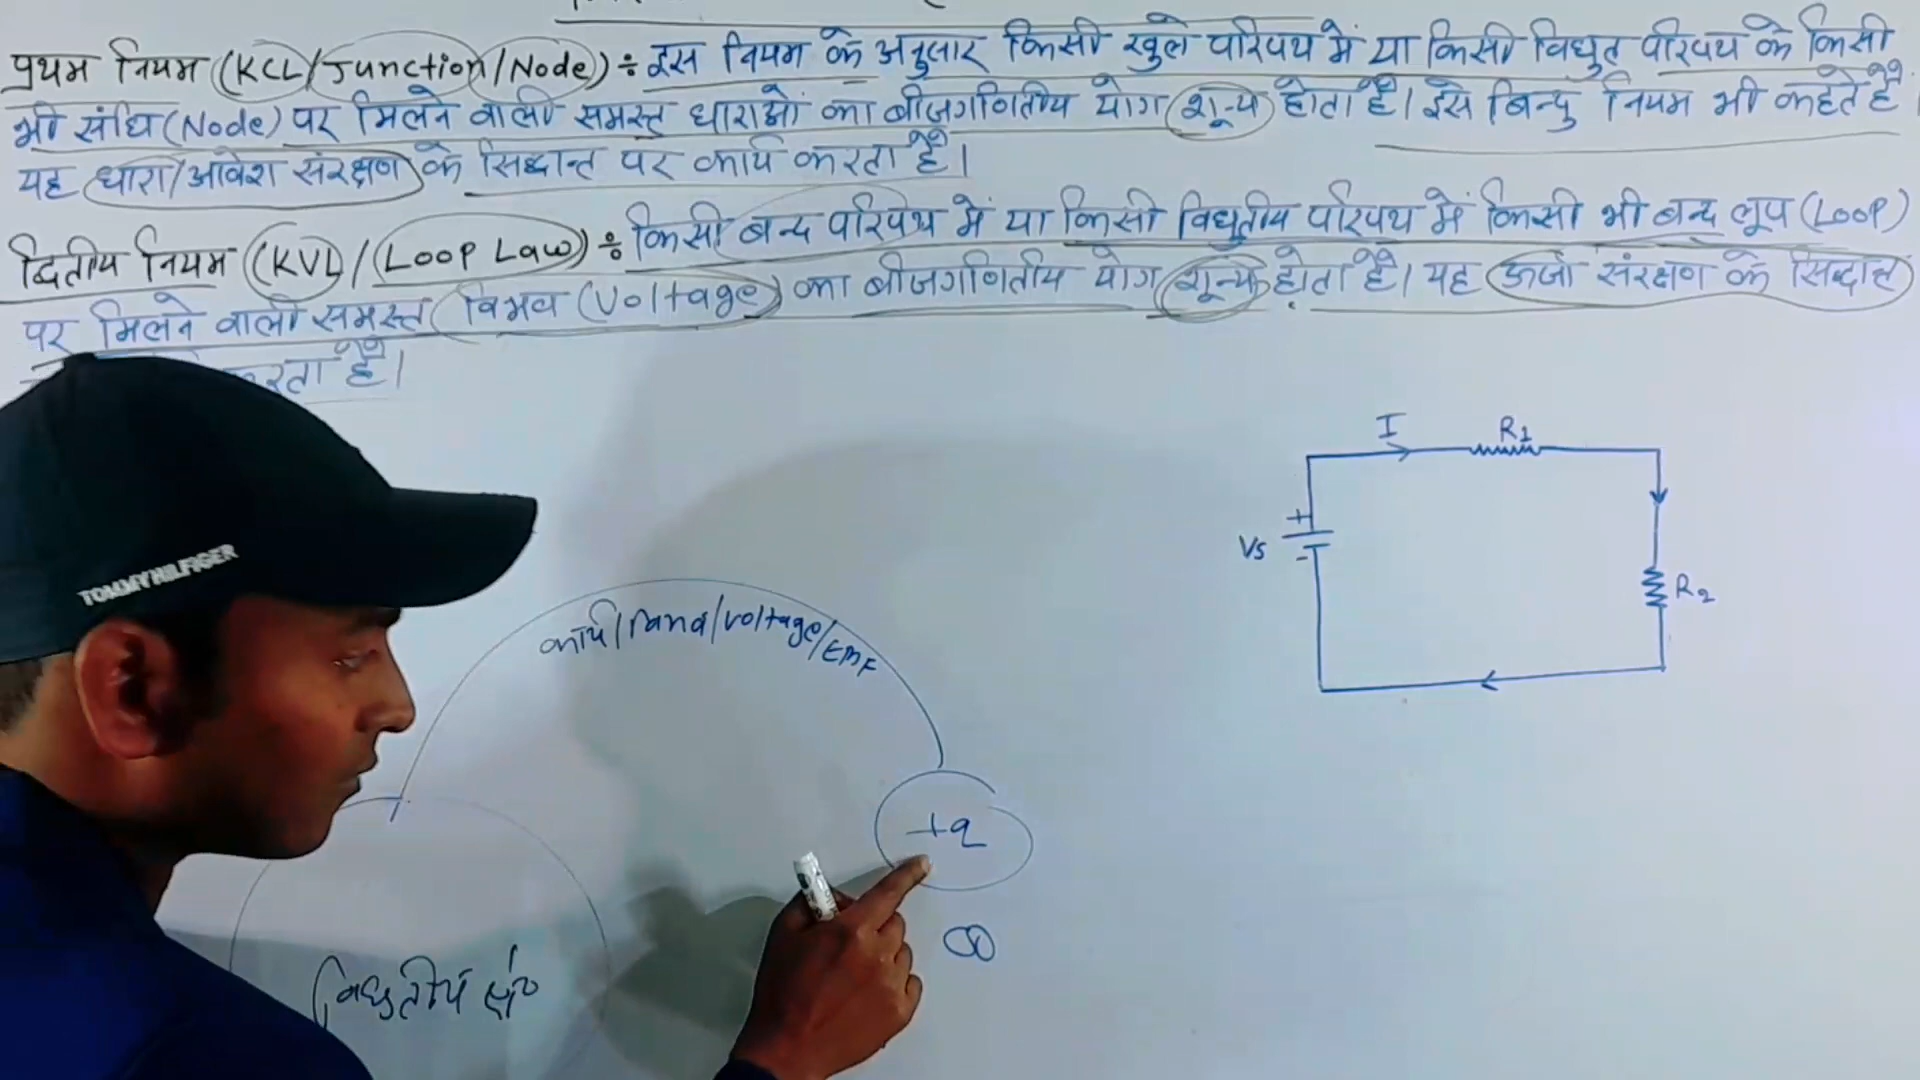 प्रथम नियम (KCL/Junction/Node) ÷ इस नियम के अनुसार किसी खुले परिपथ में या किसी विधुत परिपथ के किसी
भी संधि (Node) पर मिलने वाली समस्त धाराओं का बीजगणितीय योग शून्य होता है। इसे बिन्दु नियम भी कहते है
यह धारा/आवेश संरक्षण के सिद्धान्त पर कार्य करता है।
द्वितीय नियम (KVL/(Loop Law) ÷ किसी बन्द परिपथ में या किसी विधुतीय परिपथ में किसी भी बन्द लूप (Loop)
पर मिलने वाली समस्त विभव (Voltage) का बीजगणितीय योग शून्य होता है। यह ऊर्जा संरक्षण के सिद्धान्त
करता है।
I R1
Vs + -
R2
TOMMY HILFIGER
कार्य/विभव/voltage/EMF
+q
∞
विधुतीय क्षेत्र